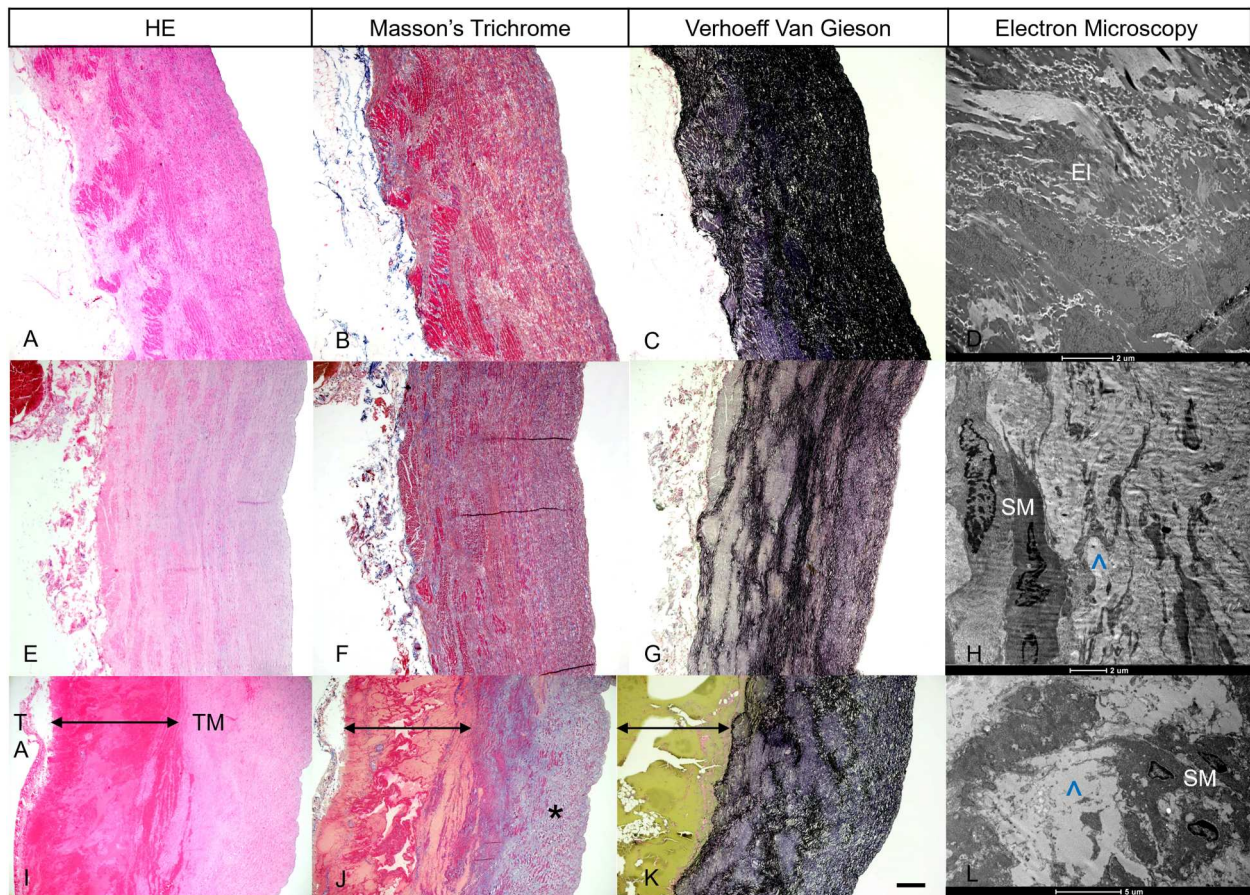 HE Masson's Trichrome Verhoeff Van Gieson Electron Microscopy
El
A B C D
2 um
SM
^
E F G H
2 um
T TM
A
*
^
SM
I J K L
5 um